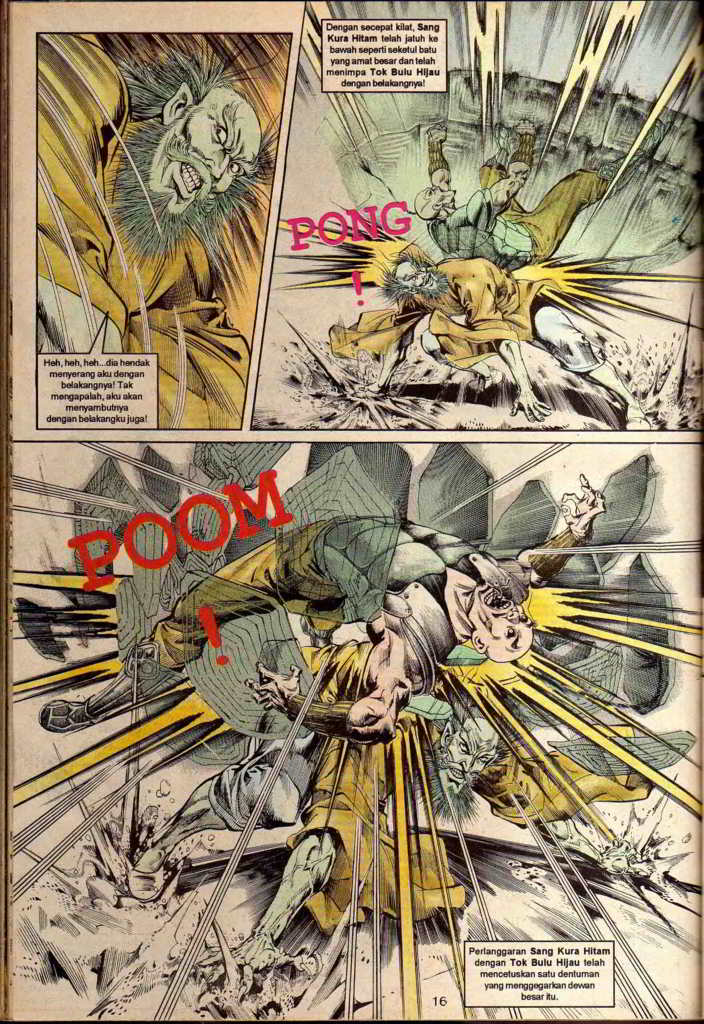 Heh, heh, heh...dia hendak
menyerang aku dengan
belakangnya! Tak
mengapalah, aku akan
menyambutnya
dengan belakangku juga!
Dengan secepat kilat, Sang
Kura Hitam telah jatuh ke
bawah seperti seketul batu
yang amat besar dan telah
menimpa Tok Bulu Hijau
dengan belakangnya!
PONG
!
POOM
!
Perlanggaran Sang Kura Hitam
dengan Tok Bulu Hijau telah
mencetuskan satu dentuman
yang menggegarkan dewan
besar itu.
16